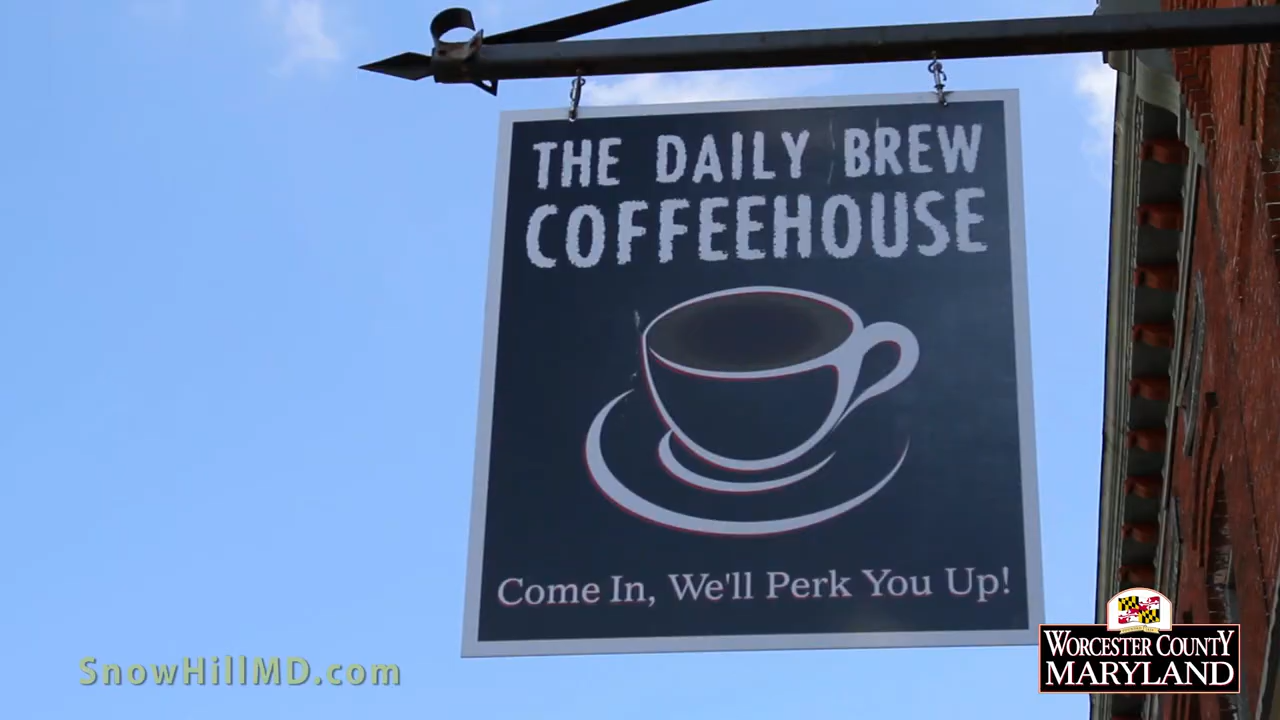 THE DAILY BREW
COFFEEHOUSE
Come In, We'll Perk You Up!
SnowHillMD.com
WORCESTER COUNTY
MARYLAND